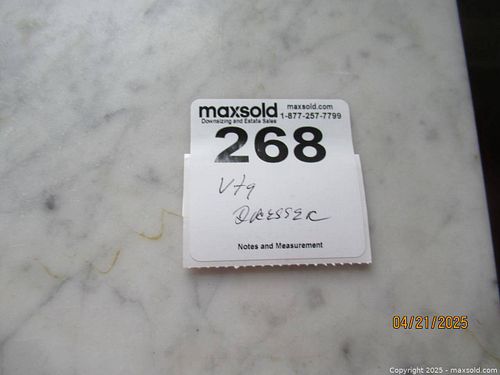 maxsold maxsold.com
Downsizing and Estate Sales 1-877-257-7799
268
Vtg
DRESSER
Notes and Measurement
04/21/2025
Copyright 2025 - maxsold.com